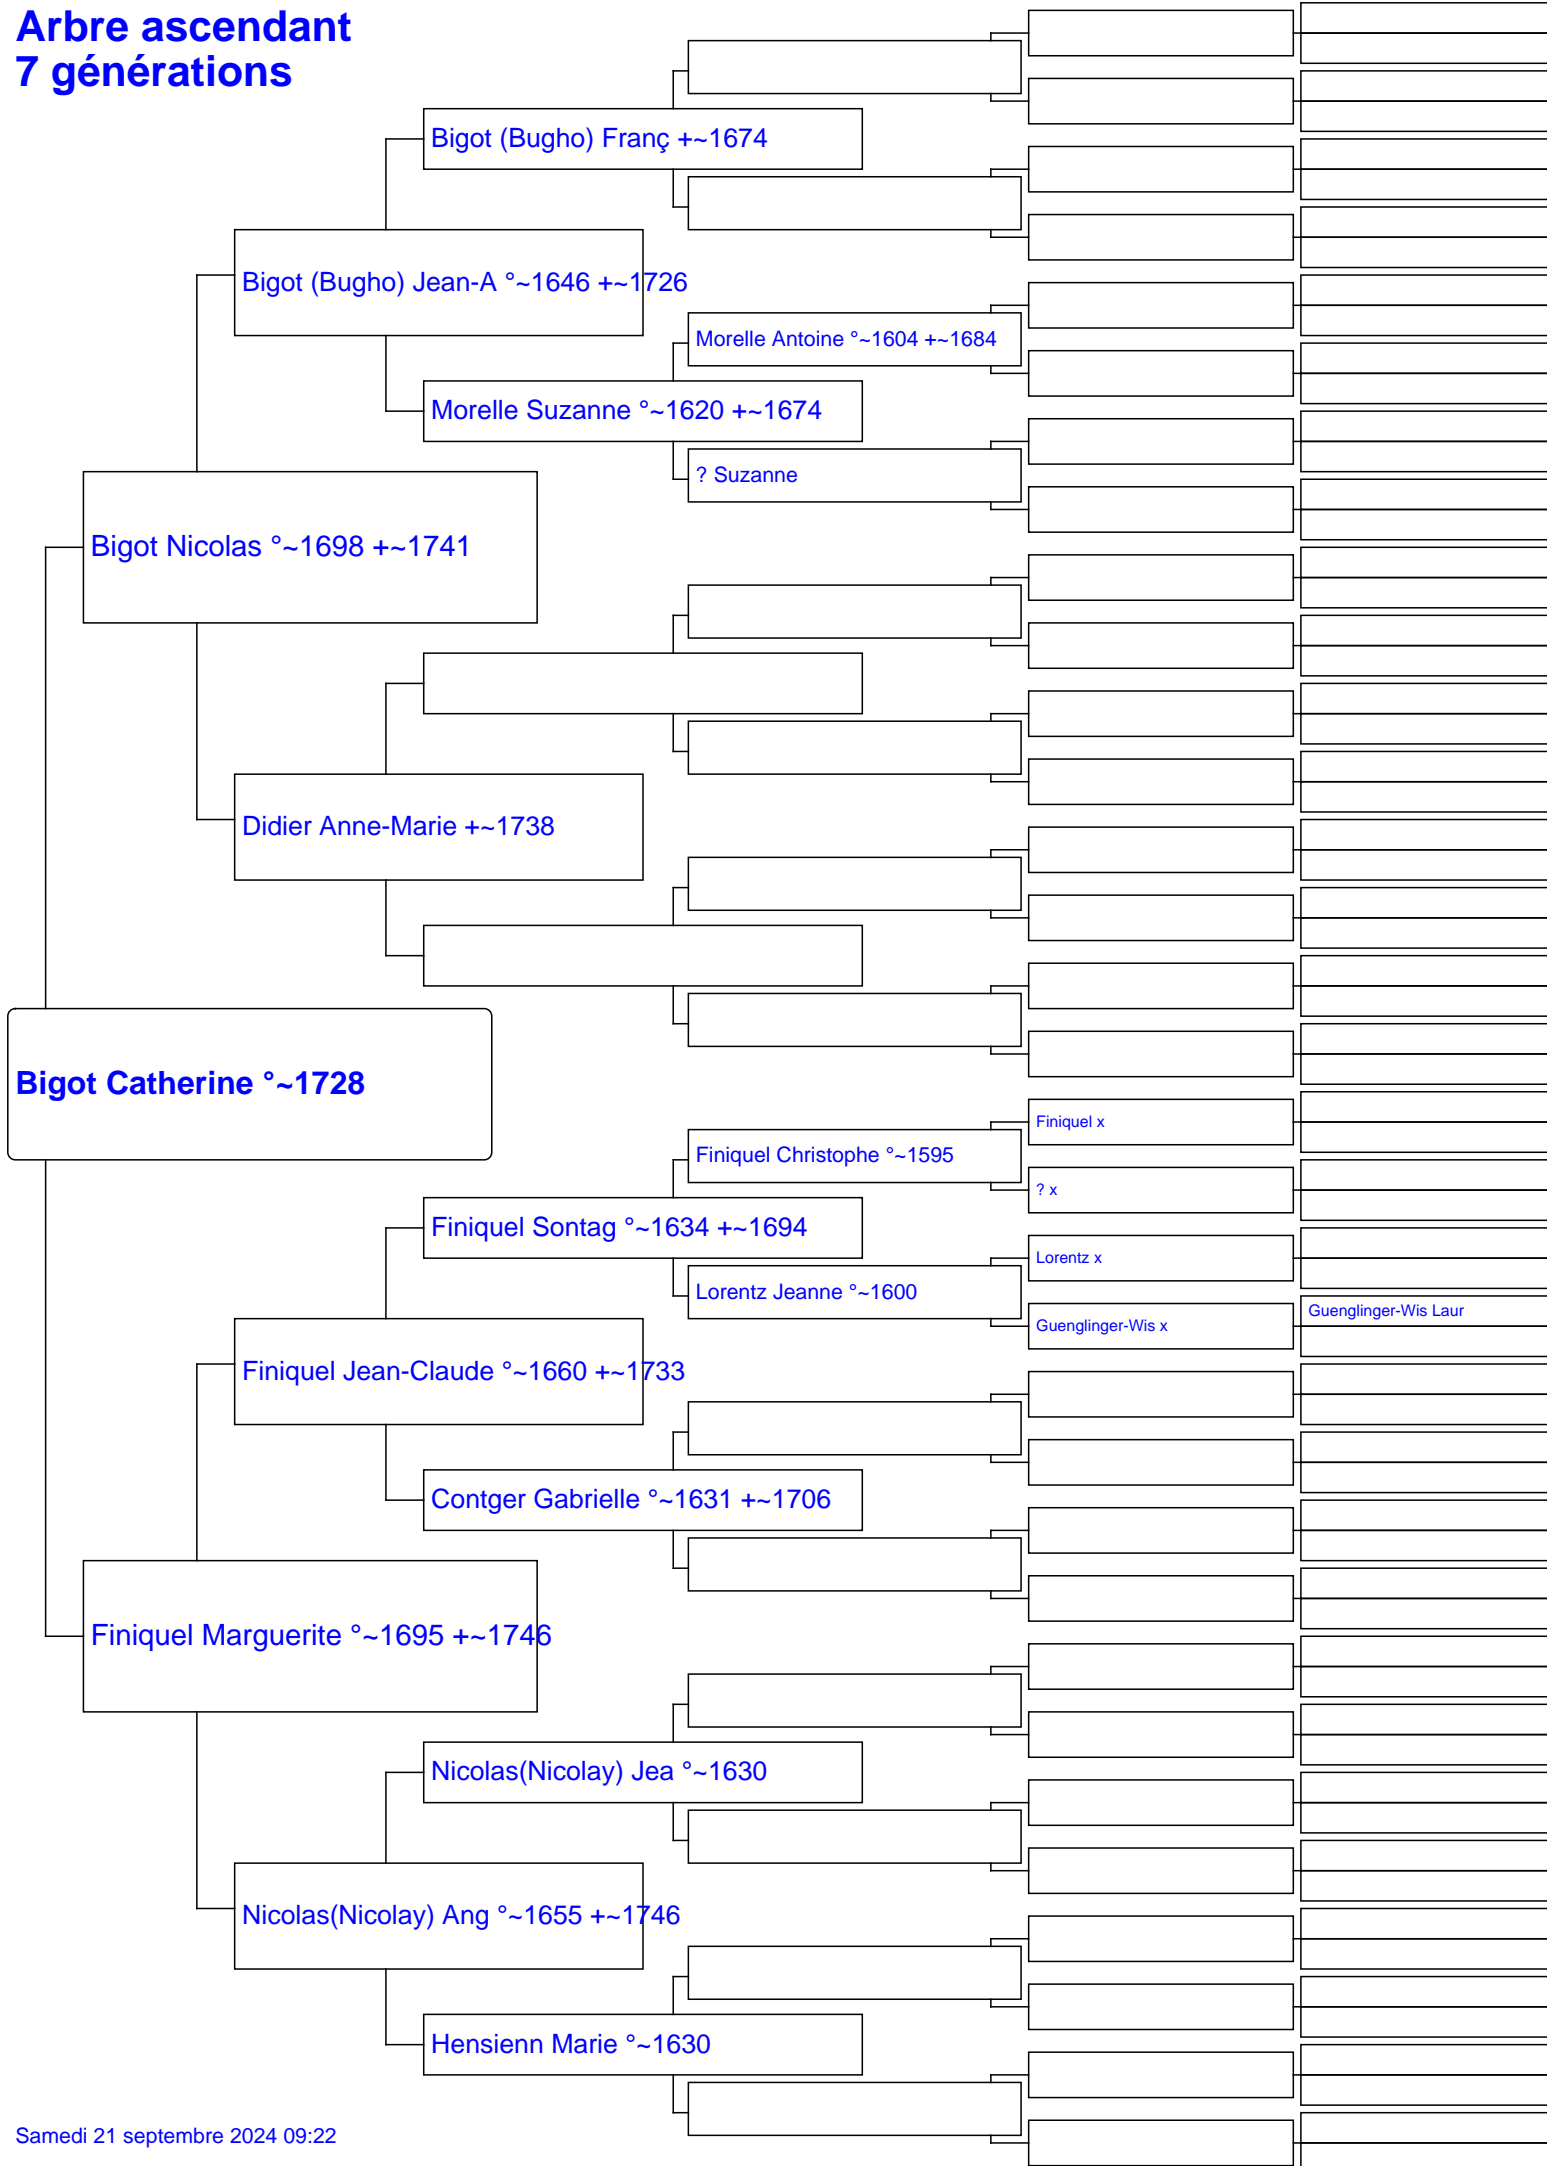 Arbre ascendant
7 générations
Bigot (Bugho) Franç +~1674
Bigot (Bugho) Jean-A °~1646 +~1726
Morelle Antoine °~1604 +~1684
Morelle Suzanne °~1620 +~1674
? Suzanne
Bigot Nicolas °~1698 +~1741
Didier Anne-Marie +~1738
Bigot Catherine °~1728
Finiquel x
Finiquel Christophe °~1595
? x
Finiquel Sontag °~1634 +~1694
Lorentz x
Lorentz Jeanne °~1600
Guenglinger-Wis Laur
Guenglinger-Wis x
Finiquel Jean-Claude °~1660 +~1733
Contger Gabrielle °~1631 +~1706
Finiquel Marguerite °~1695 +~1746
Nicolas(Nicolay) Jea °~1630
Nicolas(Nicolay) Ang °~1655 +~1746
Hensienn Marie °~1630
Samedi 21 septembre 2024 09:22